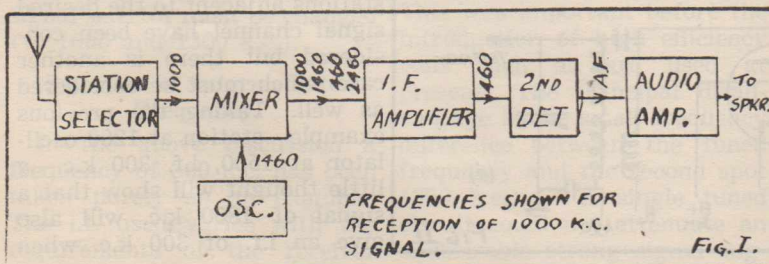 STATION
SELECTOR
1000
MIXER
1000
1460
460
2460
I.F.
AMPLIFIER
460
2ND
DET
AF
AUDIO
AMP.
TO
SPKR.
1460
OSC.
FREQUENCIES SHOWN FOR
RECEPTION OF 1000 K.C.
SIGNAL.
FIG. I.